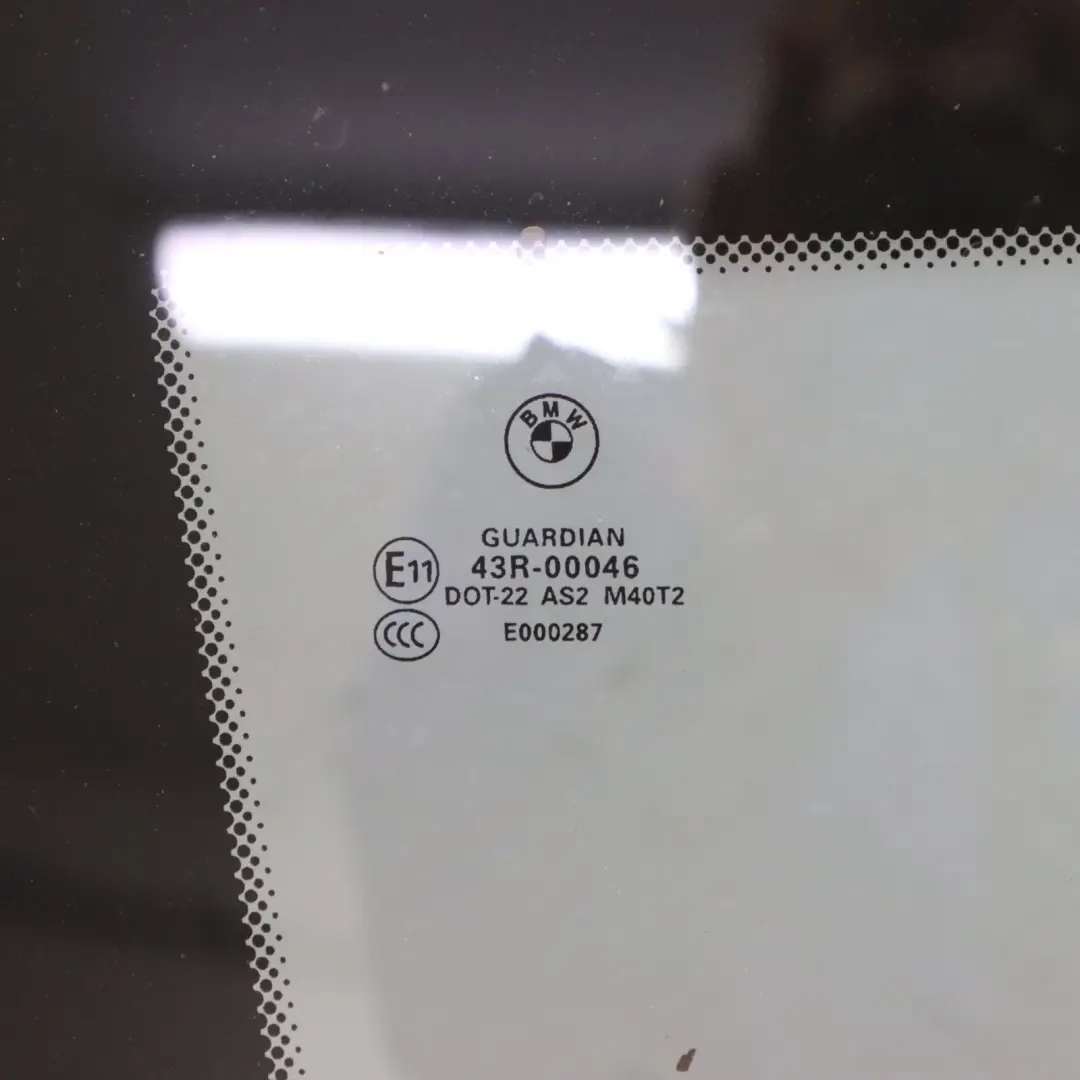 BMW
GUARDIAN
E11 43R-00046
DOT-22 AS2 M40T2
CCC E000287